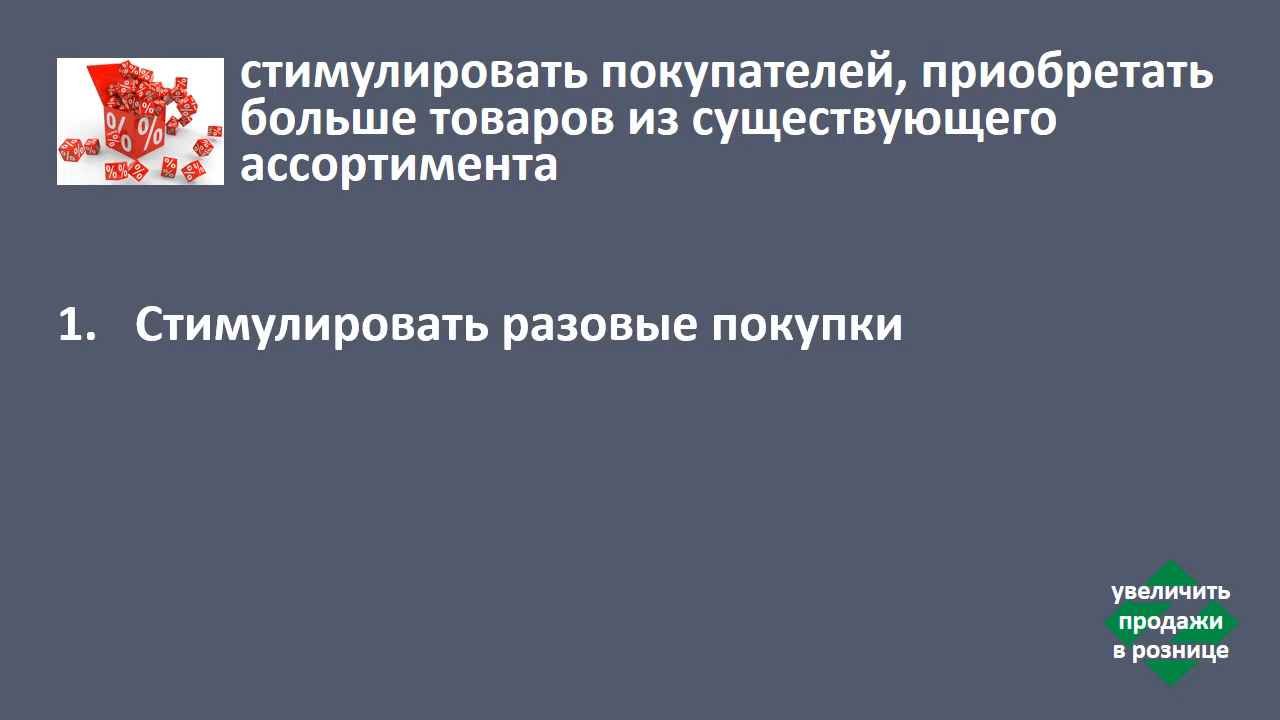 стимулировать покупателей, приобретать
больше товаров из существующего
ассортимента
1. Стимулировать разовые покупки
увеличить
продажи
в рознице